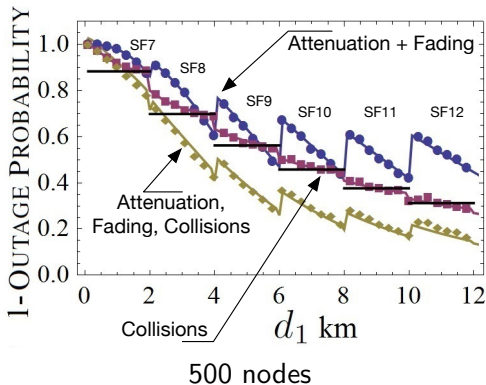 1-OUTAGE PROBABILITY
1.0
0.8
0.6
0.4
0.2
0.0
SF7
SF8
SF9
SF10
SF11
SF12
Attenuation + Fading
Attenuation,
Fading, Collisions
Collisions
0
2
4
6
8
10
12
d1 km
500 nodes